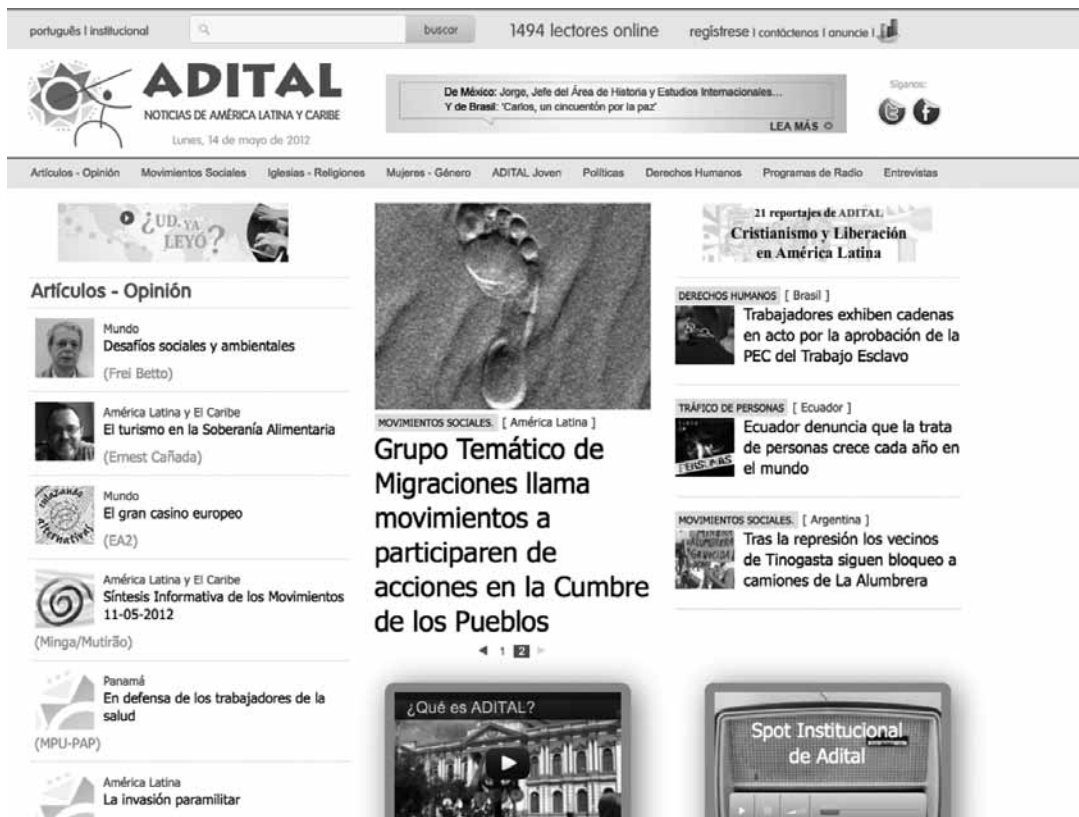 português | institucional
buscar
1494 lectores online
regístrese | contáctenos | anuncie |
ADITAL
NOTICIAS DE AMÉRICA LATINA Y CARIBE
Lunes, 14 de mayo de 2012
De México: Jorge, Jefe del Área de Historia y Estudios Internacionales...
Y de Brasil: 'Carlos, un cincuentón por la paz'
LEA MÁS
Síganos:
Artículos - Opinión Movimientos Sociales Iglesias - Religiones Mujeres - Género ADITAL Joven Políticas Derechos Humanos Programas de Radio Entrevistas
¿UD. YA
LEYÓ?
Artículos - Opinión
Mundo
Desafíos sociales y ambientales
(Frei Betto)
América Latina y El Caribe
El turismo en la Soberanía Alimentaria
(Ernest Cañada)
Mundo
El gran casino europeo
(EA2)
América Latina y El Caribe
Síntesis Informativa de los Movimientos
11-05-2012
(Minga/Mutirão)
Panamá
En defensa de los trabajadores de la
salud
(MPU-PAP)
América Latina
La invasión paramilitar
MOVIMIENTOS SOCIALES. [ América Latina ]
Grupo Temático de
Migraciones llama
movimientos a
participaren de
acciones en la Cumbre
de los Pueblos
1 2
¿Qué es ADITAL?
21 reportajes de ADITAL
Cristianismo y Liberación
en América Latina
DERECHOS HUMANOS [ Brasil ]
Trabajadores exhiben cadenas
en acto por la aprobación de la
PEC del Trabajo Esclavo
TRÁFICO DE PERSONAS [ Ecuador ]
Ecuador denuncia que la trata
de personas crece cada año en
el mundo
PERSONAS
MOVIMIENTOS SOCIALES. [ Argentina ]
Tras la represión los vecinos
de Tinogasta siguen bloqueo a
camiones de La Alumbrera
Spot Institucional
de Adital